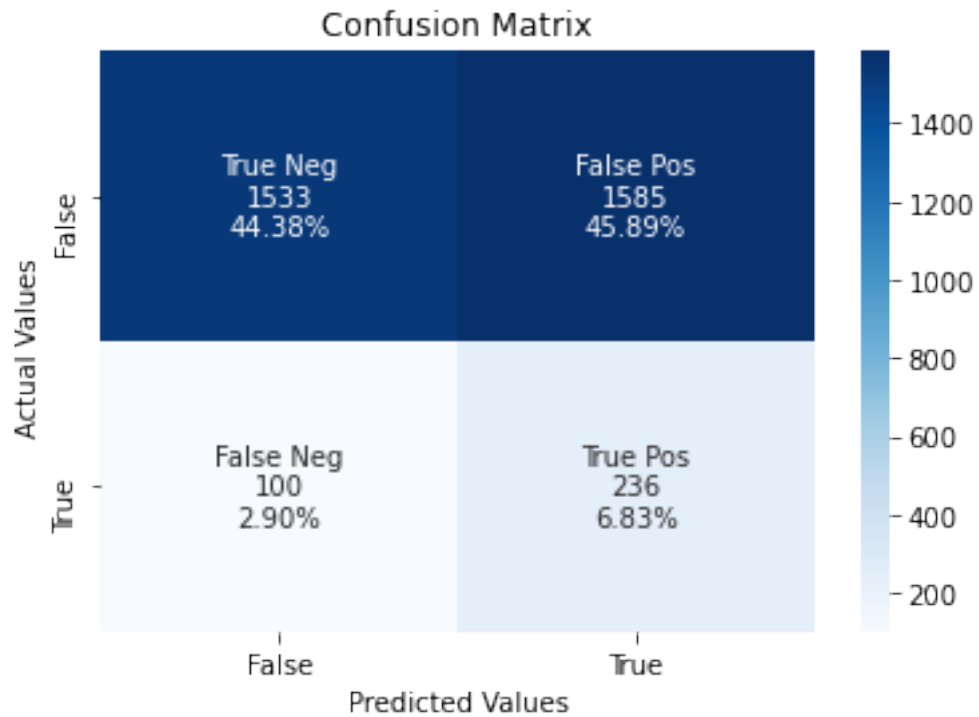 Confusion Matrix
True Neg
1533
44.38%
False Pos
1585
45.89%
False Neg
100
2.90%
True Pos
236
6.83%
Actual Values
False
True
False
True
Predicted Values
1400
1200
1000
800
600
400
200